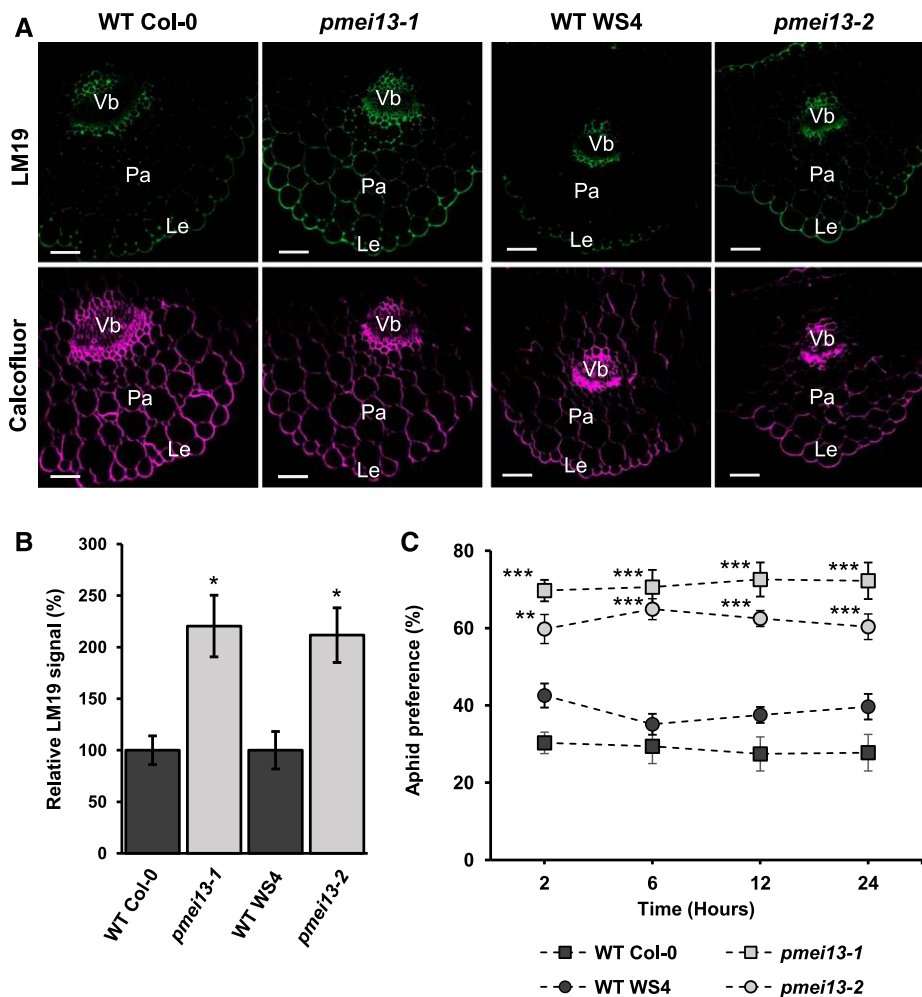 A
WT Col-0 pmei13-1 WT WS4 pmei13-2
LM19
Vb Pa Le
Vb Pa Le
Vb Pa Le
Vb Pa Le
Calcofluor
Vb Pa Le
Vb Pa Le
Vb Pa Le
Vb Pa Le
B
Relative LM19 signal (%)
300
250
200
150
100
50
0
* *
WT Col-0 pmei13-1 WT WS4 pmei13-2
C
Aphid preference (%)
80
60
40
20
0
*** *** *** ***
** *** *** ***
2 6 12 24
Time (Hours)
WT Col-0 pmei13-1
WT WS4 pmei13-2